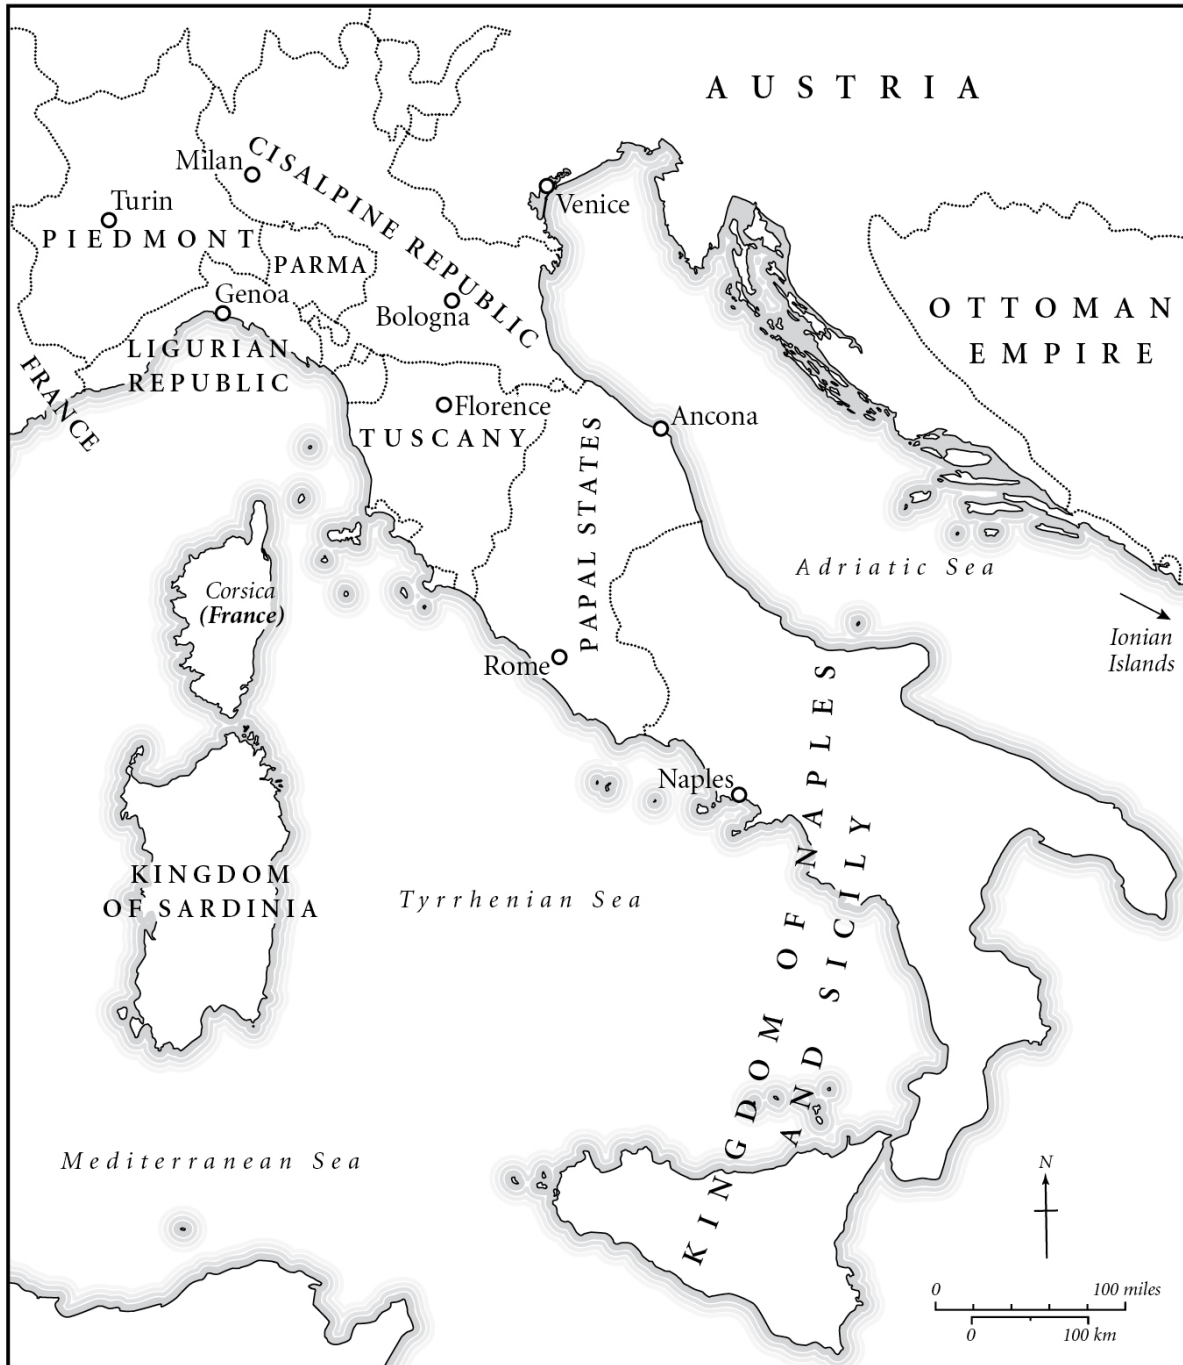 AUSTRIA
Milan
CISALPINE REPUBLIC
Turin
Venice
PIEDMONT
PARMA
Genoa
Bologna
OTTOMAN
EMPIRE
LIGURIAN
REPUBLIC
FRANCE
Florence
TUSCANY
Ancona
PAPAL STATES
Adriatic Sea
Corsica
(France)
Ionian
Islands
Rome
Naples
KINGDOM OF NAPLES
AND SICILY
KINGDOM
OF SARDINIA
Tyrrhenian Sea
Mediterranean Sea
N
0 100 miles
0 100 km